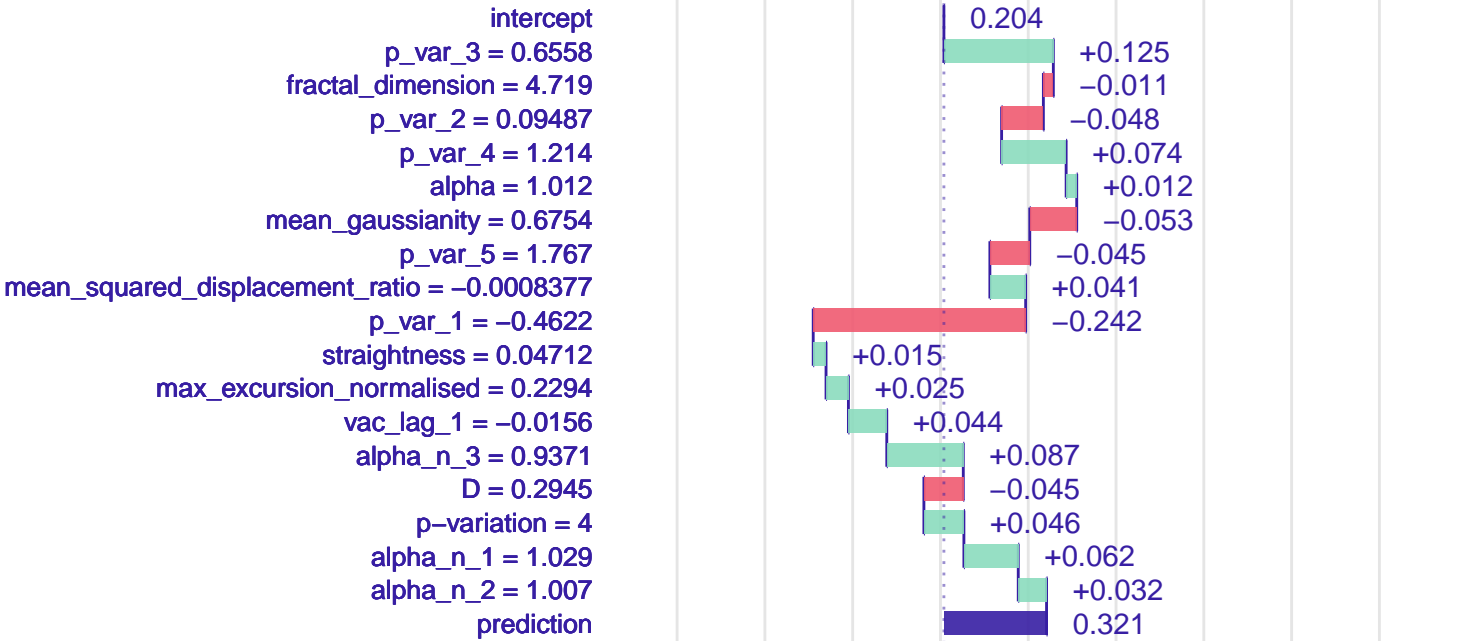 intercept 0.204
p_var_3 = 0.6558 +0.125
fractal_dimension = 4.719 −0.011
p_var_2 = 0.09487 −0.048
p_var_4 = 1.214 +0.074
alpha = 1.012 +0.012
mean_gaussianity = 0.6754 −0.053
p_var_5 = 1.767 −0.045
mean_squared_displacement_ratio = −0.0008377 +0.041
p_var_1 = −0.4622 −0.242
straightness = 0.04712 +0.015
max_excursion_normalised = 0.2294 +0.025
vac_lag_1 = −0.0156 +0.044
alpha_n_3 = 0.9371 +0.087
D = 0.2945 −0.045
p−variation = 4 +0.046
alpha_n_1 = 1.029 +0.062
alpha_n_2 = 1.007 +0.032
prediction 0.321